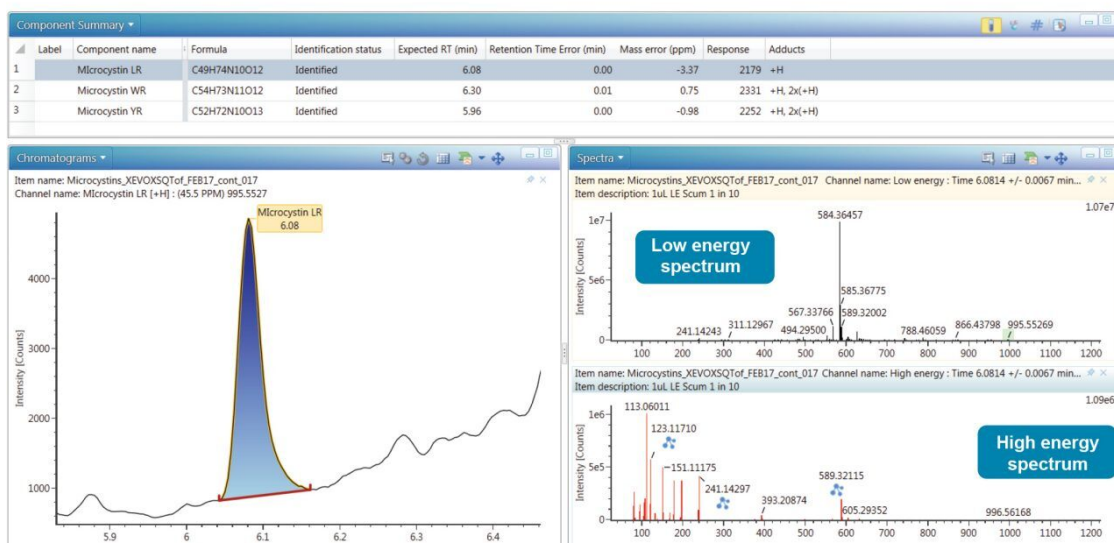 Component Summary
Label Component name Formula Identification status Expected RT (min) Retention Time Error (min) Mass error (ppm) Response Adducts
1 MIcrocystin LR C49H74N10O12 Identified 6.08 0.00 -3.37 2179 +H
2 Microcystin WR C54H73N11O12 Identified 6.30 0.01 0.75 2331 +H, 2x(+H)
3 Microcystin YR C52H72N10O13 Identified 5.96 0.00 -0.98 2252 +H, 2x(+H)
Chromatograms
Item name: Microcystins_XEVOXSQTof_FEB17_cont_017
Channel name: MIcrocystin LR [+H] : (45.5 PPM) 995.5527
MIcrocystin LR
6.08
Intensity [Counts]
4000
3000
2000
1000
5.9 6 6.1 6.2 6.3 6.4
Spectra
Item name: Microcystins_XEVOXSQTof_FEB17_cont_017 Channel name: Low energy : Time 6.0814 +/- 0.0067 min...
Item description: 1uL LE Scum 1 in 10
1.07e7
Low energy
spectrum
Intensity [Counts]
1e7
5e6
0
584.36457
585.36775
589.32002
567.33766
494.29500
311.12967
241.14243
788.46059
866.43798
995.55269
100 200 300 400 500 600 700 800 900 1000 1100 1200
Item name: Microcystins_XEVOXSQTof_FEB17_cont_017 Channel name: High energy : Time 6.0814 +/- 0.0067 min...
Item description: 1uL LE Scum 1 in 10
1.09e6
High energy
spectrum
Intensity [Counts]
1e6
5e5
0
113.06011
123.11710
151.11175
241.14297
393.20874
589.32115
605.29352
996.56168
100 200 300 400 500 600 700 800 900 1000 1100 1200